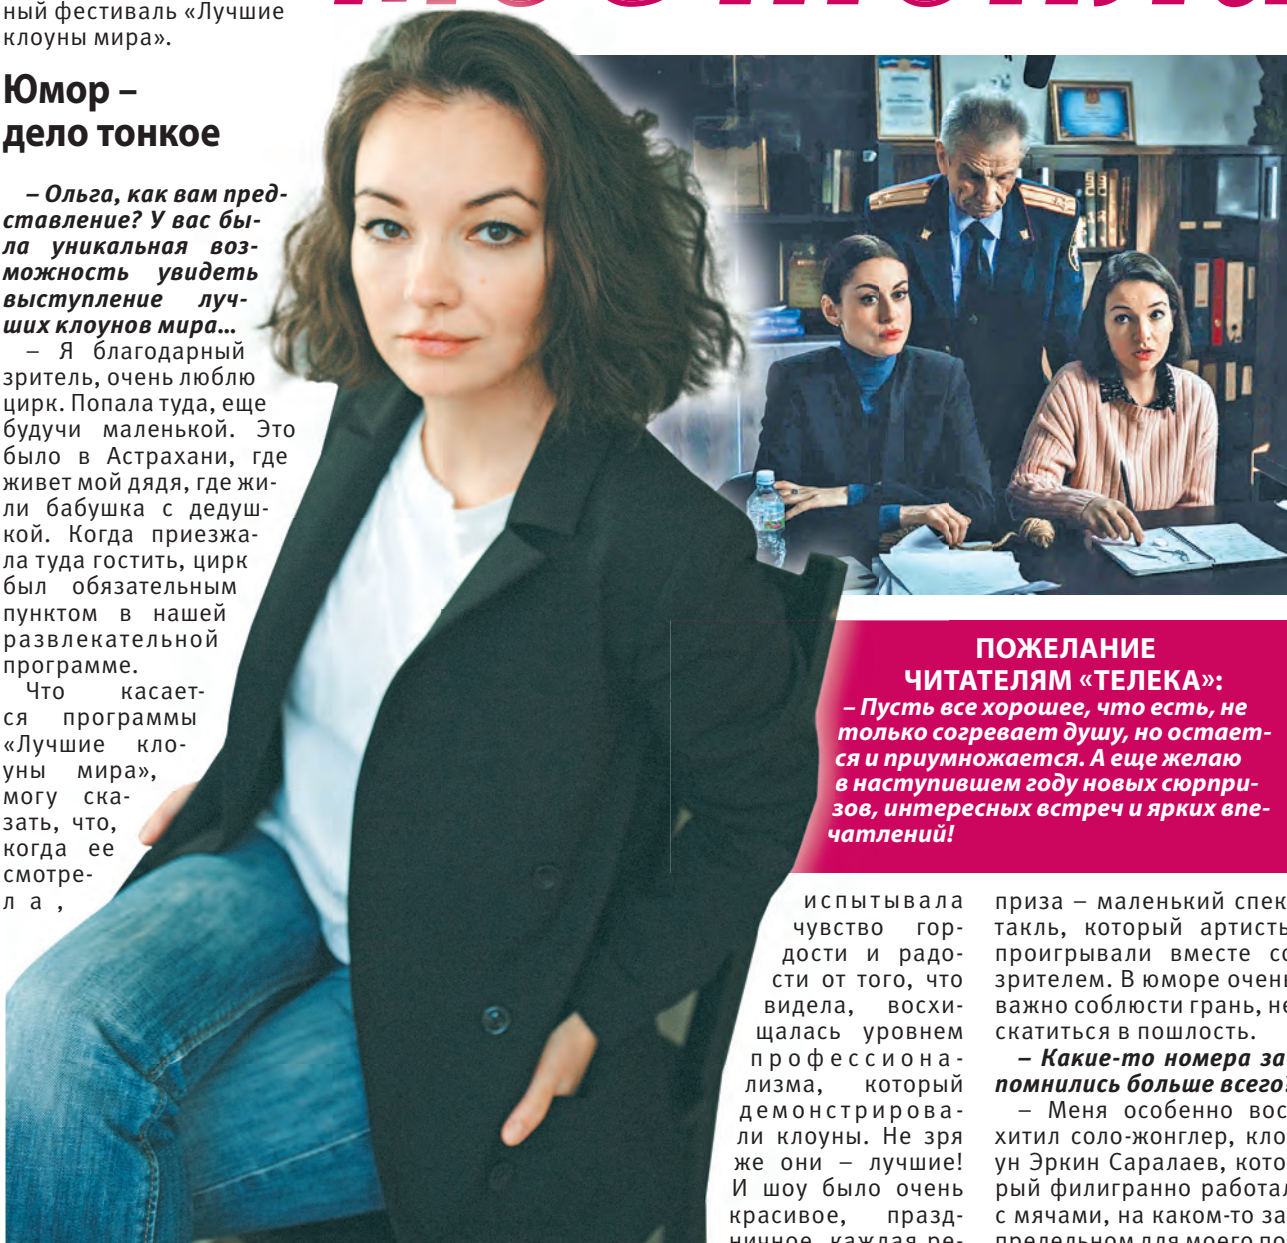 ный фестиваль «Лучшие
клоуны мира».
Юмор –
дело тонкое
– Ольга, как вам пред-
ставление? У вас бы-
ла уникальная воз-
можность увидеть
выступление луч-
ших клоунов мира...
– Я благодарный
зритель, очень люблю
цирк. Попала туда, еще
будучи маленькой. Это
было в Астрахани, где
живет мой дядя, где жи-
ли бабушка с дедуш-
кой. Когда приезжа-
ла туда гостить, цирк
был обязательным
пунктом в нашей
развлекательной
программе.
Что касает-
ся программы
«Лучшие кло-
уны мира»,
могу ска-
зать, что,
когда ее
смотре-
ла,
ПОЖЕЛАНИЕ
ЧИТАТЕЛЯМ «ТЕЛЕКА»:
– Пусть все хорошее, что есть, не
только согревает душу, но остает-
ся и приумножается. А еще желаю
в наступившем году новых сюрпри-
зов, интересных встреч и ярких впе-
чатлений!
испытывала
чувство гор-
дости и радо-
сти от того, что
видела, восхи-
щалась уровнем
профессиона-
лизма, который
демонстрирова-
ли клоуны. Не зря
же они – лучшие!
И шоу было очень
красивое, празд-
ничное, каждая ре-
приза – маленький спек
такль, который артисты
проигрывали вместе со
зрителем. В юморе очень
важно соблюсти грань, не
скатиться в пошлость.
– Какие-то номера за
помнились больше всего?
– Меня особенно вос
хитил соло-жонглер, кло
ун Эркин Саралаев, кото
рый филигранно работал
с мячами, на каком-то за
предельном для моего по